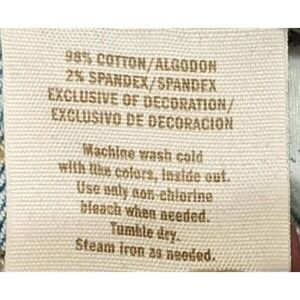 98% COTTON/ALGODON
2% SPANDEX/SPANDEX
EXCLUSIVE OF DECORATION/
EXCLUSIVO DE DECORACION
Machine wash cold
with like colors, inside out.
Use only non-chlorine
bleach when needed.
Tumble dry.
Steam iron as needed.